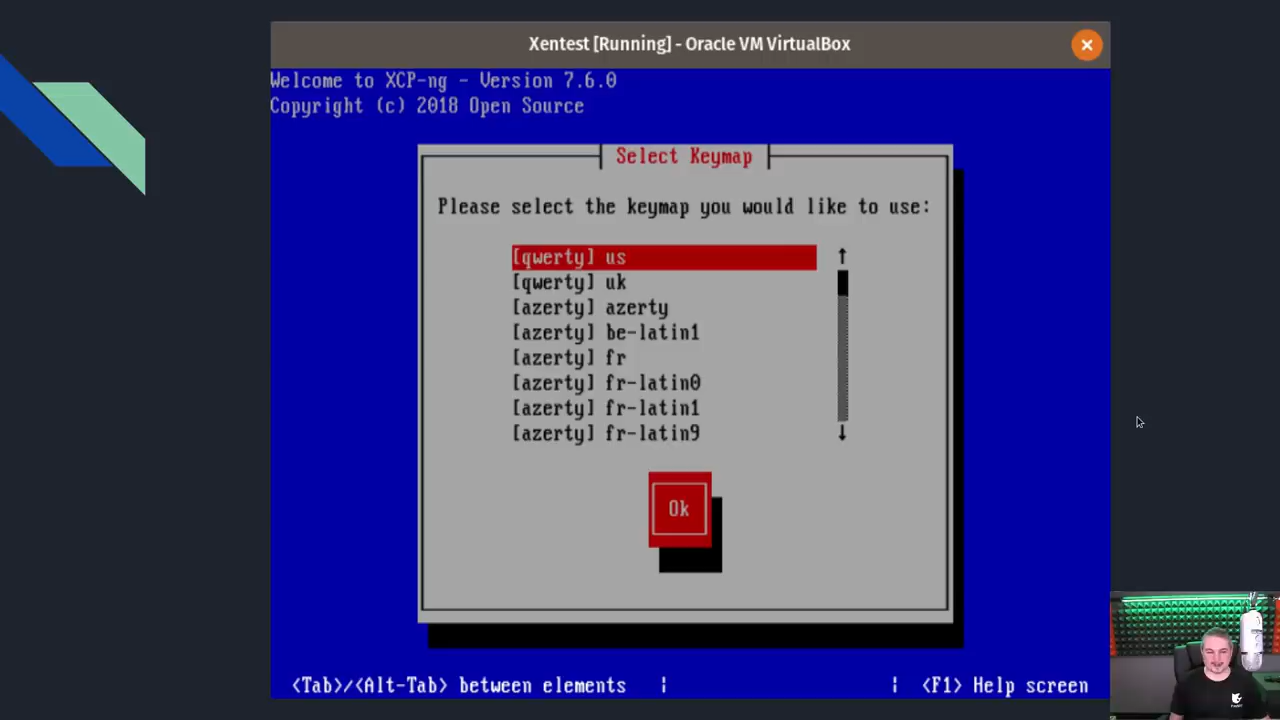 Xentest [Running] - Oracle VM VirtualBox
Welcome to XCP-ng - Version 7.6.0
Copyright (c) 2018 Open Source
Select Keymap
Please select the keymap you would like to use:
[qwerty] us
[qwerty] uk
[azerty] azerty
[azerty] be-latin1
[azerty] fr
[azerty] fr-latin0
[azerty] fr-latin1
[azerty] fr-latin9
Ok
<Tab>/<Alt-Tab> between elements | | <F1> Help screen